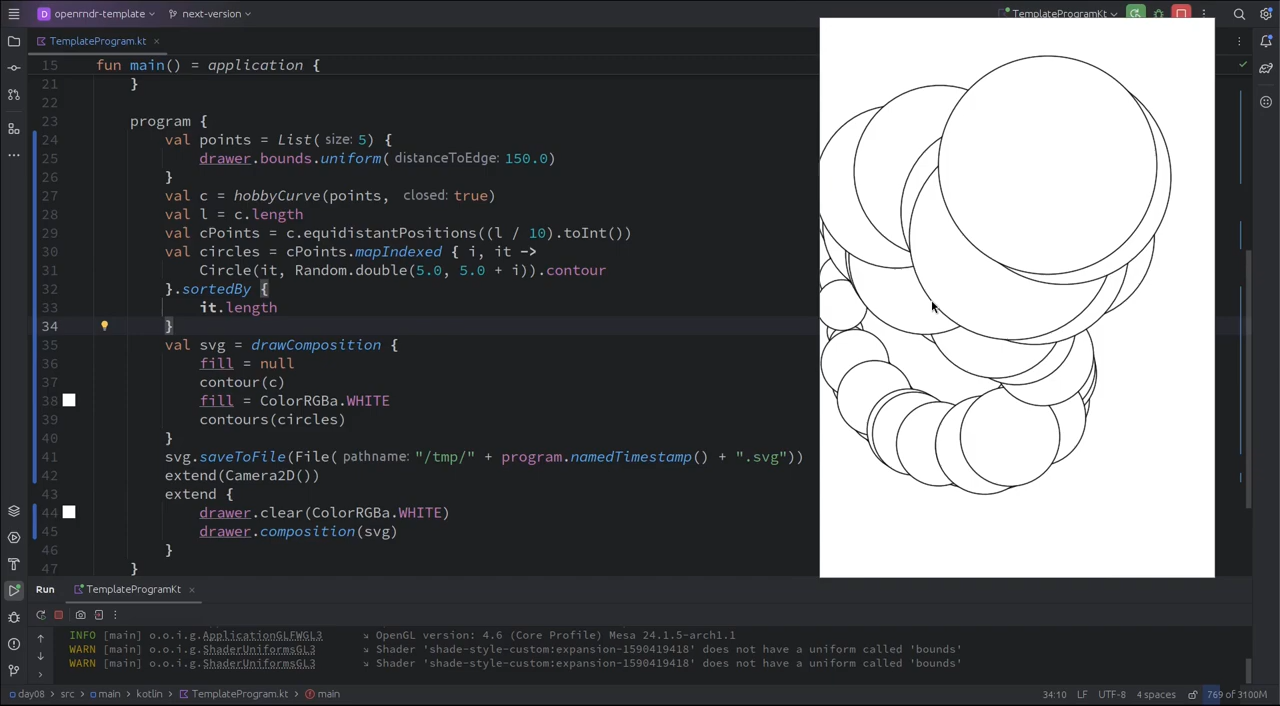 D openrndr-template next-version TemplateProgramKt
TemplateProgram.kt ×
15 fun main() = application {
21 }
22
23 program {
24 val points = List( size: 5) {
25 drawer.bounds.uniform( distanceToEdge: 150.0)
26 }
27 val c = hobbyCurve(points, closed: true)
28 val l = c.length
29 val cPoints = c.equidistantPositions((l / 10).toInt())
30 val circles = cPoints.mapIndexed { i, it ->
31 Circle(it, Random.double(5.0, 5.0 + i)).contour
32 }.sortedBy {
33 it.length
34 }
35 val svg = drawComposition {
36 fill = null
37 contour(c)
38 fill = ColorRGBa.WHITE
39 contours(circles)
40 }
41 svg.saveToFile(File( pathname: "/tmp/" + program.namedTimestamp() + ".svg"))
42 extend(Camera2D())
43 extend {
44 drawer.clear(ColorRGBa.WHITE)
45 drawer.composition(svg)
46 }
47 }
Run TemplateProgramKt ×
INFO [main] o.o.i.g.ApplicationGLFWGL3 ↘ OpenGL version: 4.6 (Core Profile) Mesa 24.1.5-arch1.1
WARN [main] o.o.i.g.ShaderUniformsGL3 ↘ Shader 'shade-style-custom:expansion-1590419418' does not have a uniform called 'bounds'
WARN [main] o.o.i.g.ShaderUniformsGL3 ↘ Shader 'shade-style-custom:expansion-1590419418' does not have a uniform called 'bounds'
day08 > src > main > kotlin > TemplateProgram.kt > main 34:10 LF UTF-8 4 spaces 769 of 3100M